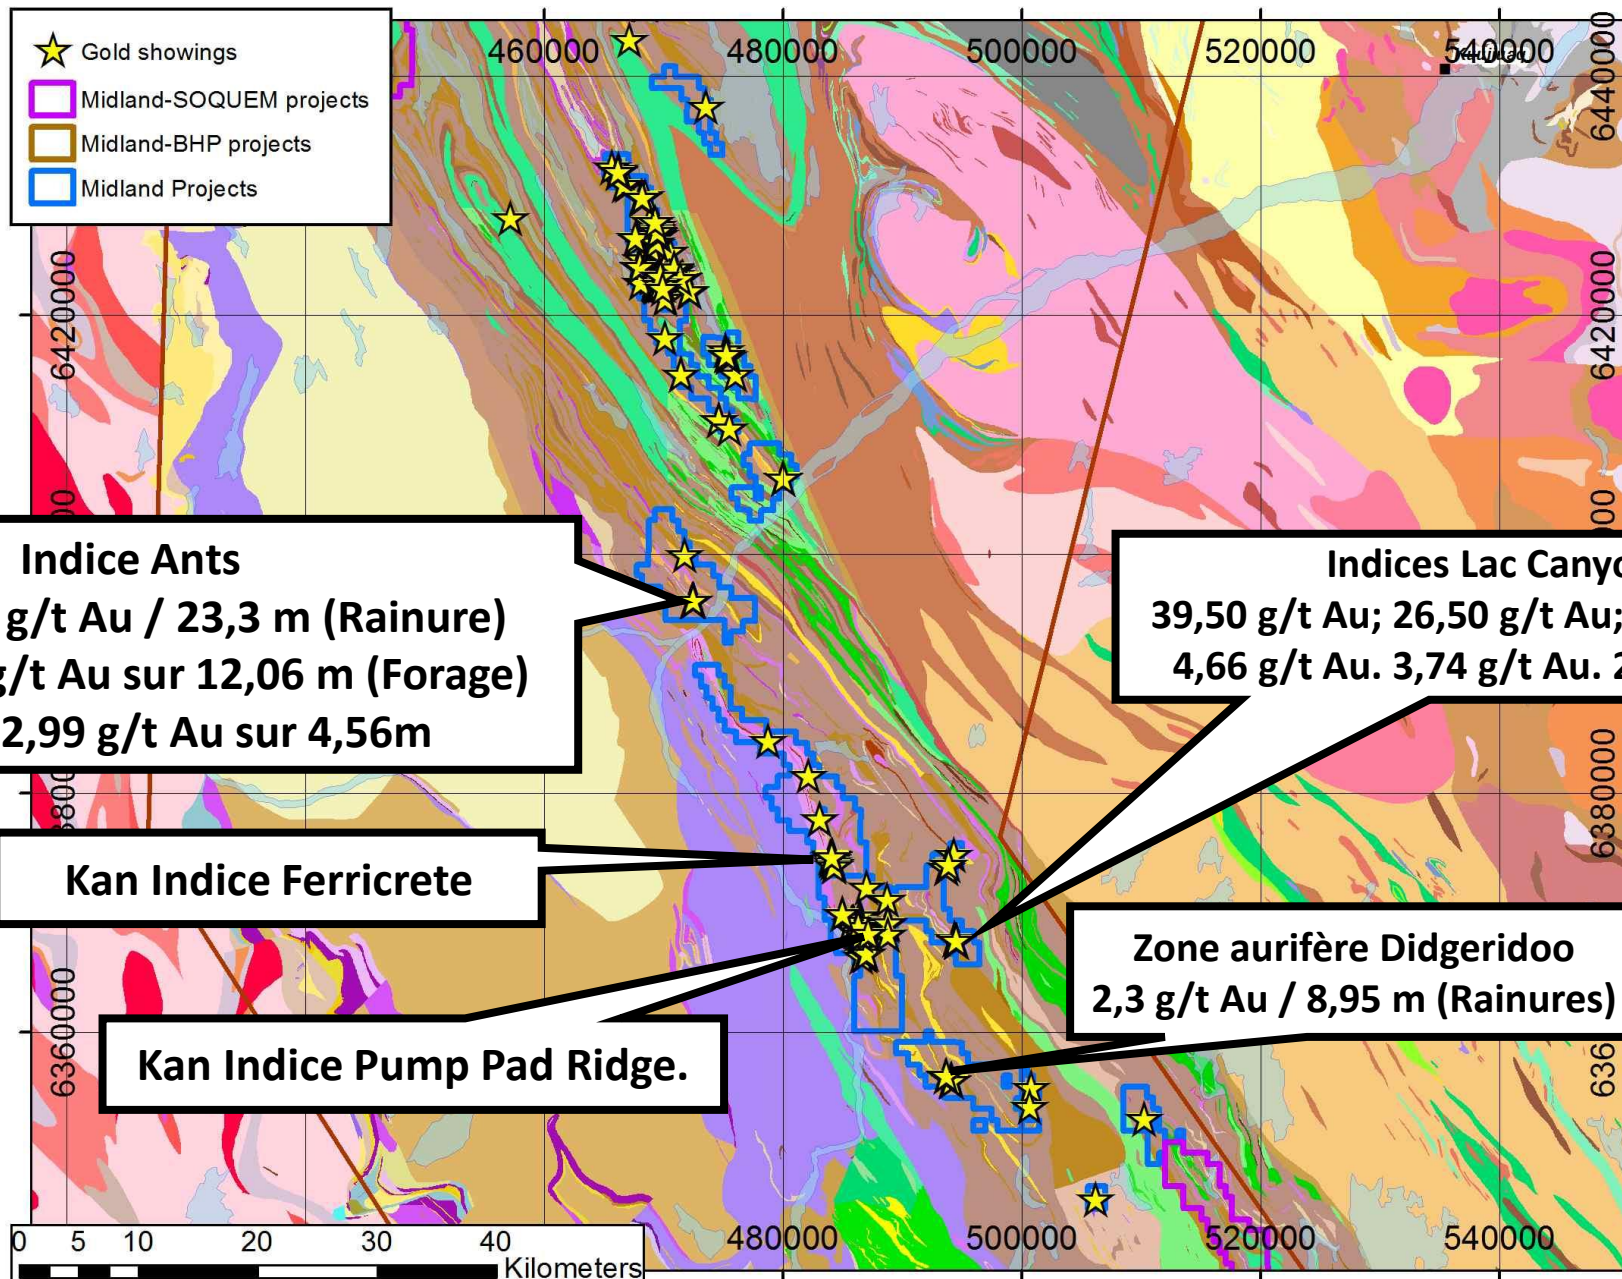 Gold showings
Midland-SOQUEM projects
Midland-BHP projects
Midland Projects
460000
480000
500000
520000
540000
6440000
6420000
6420000
Indice Ants
g/t Au / 23,3 m (Rainure)
g/t Au sur 12,06 m (Forage)
2,99 g/t Au sur 4,56m
Indices Lac
39,50 g/t Au; 26,50 g/t Au;
4,66 g/t Au. 3,74 g/t Au.
6380000
Kan Indice Ferricrete
Zone aurifère Didgeridoo
2,3 g/t Au / 8,95 m (Rainures)
Kan Indice Pump Pad Ridge.
6360000
480000
500000
520000
540000
0 5 10 20 30 40
Kilometers